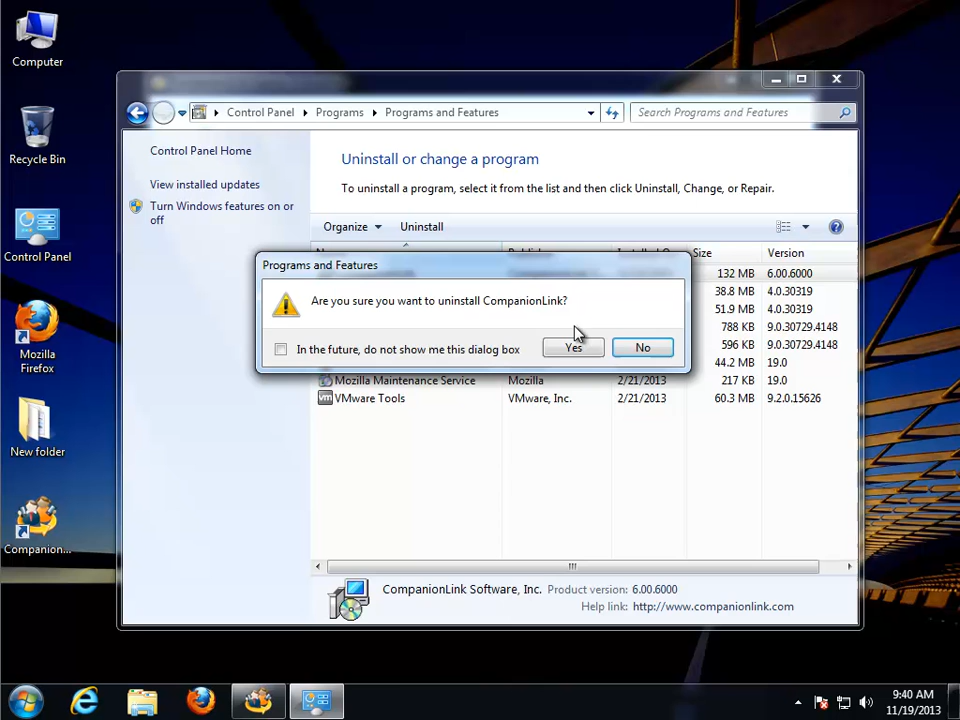 Computer
Recycle Bin
Control Panel
Mozilla
Firefox
New folder
Companion...
Control Panel
Programs
Programs and Features
Search Programs and Features
Control Panel Home
View installed updates
Turn Windows features on or
off
Uninstall or change a program
To uninstall a program, select it from the list and then click Uninstall, Change, or Repair.
Organize
Uninstall
Size
Version
132 MB 6.00.6000
38.8 MB 4.0.30319
51.9 MB 4.0.30319
788 KB 9.0.30729.4148
596 KB 9.0.30729.4148
44.2 MB 19.0
Mozilla Maintenance Service Mozilla 2/21/2013 217 KB 19.0
VMware Tools VMware, Inc. 2/21/2013 60.3 MB 9.2.0.15626
Programs and Features
Are you sure you want to uninstall CompanionLink?
In the future, do not show me this dialog box
Yes
No
CompanionLink Software, Inc. Product version: 6.00.6000
Help link: http://www.companionlink.com
9:40 AM
11/19/2013